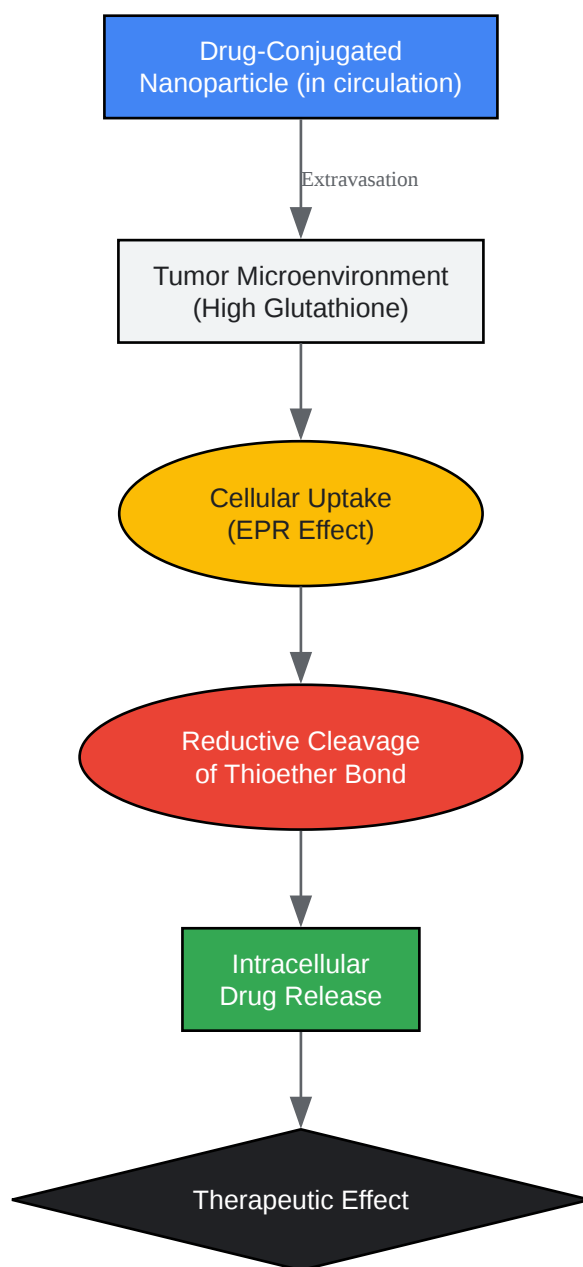 Drug-Conjugated
Nanoparticle (in circulation)
Extravasation
Tumor Microenvironment
(High Glutathione)
Cellular Uptake
(EPR Effect)
Reductive Cleavage
of Thioether Bond
Intracellular
Drug Release
Therapeutic Effect